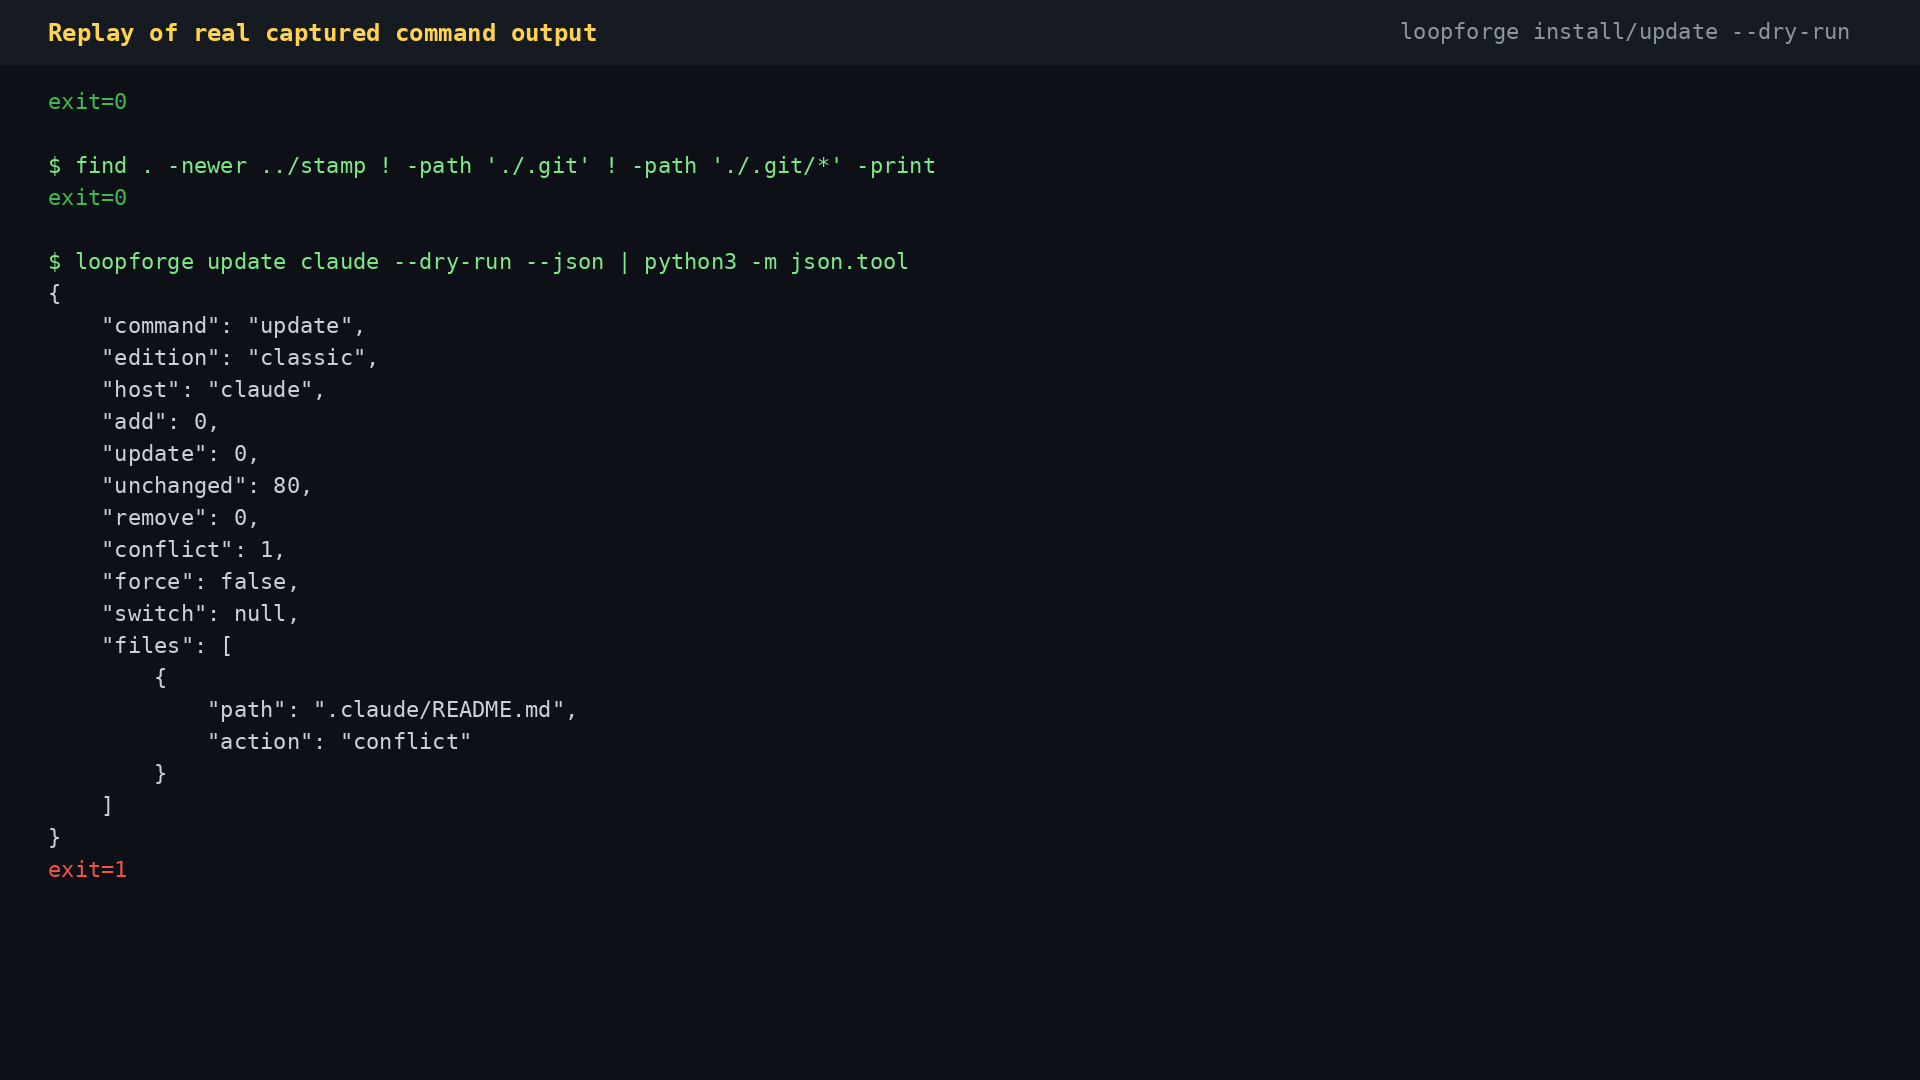 Replay of real captured command output
loopforge install/update --dry-run
exit=0
$ find . -newer ../stamp ! -path './.git' ! -path './.git/*' -print
exit=0
$ loopforge update claude --dry-run --json | python3 -m json.tool
{
    "command": "update",
    "edition": "classic",
    "host": "claude",
    "add": 0,
    "update": 0,
    "unchanged": 80,
    "remove": 0,
    "conflict": 1,
    "force": false,
    "switch": null,
    "files": [
        {
            "path": ".claude/README.md",
            "action": "conflict"
        }
    ]
}
exit=1